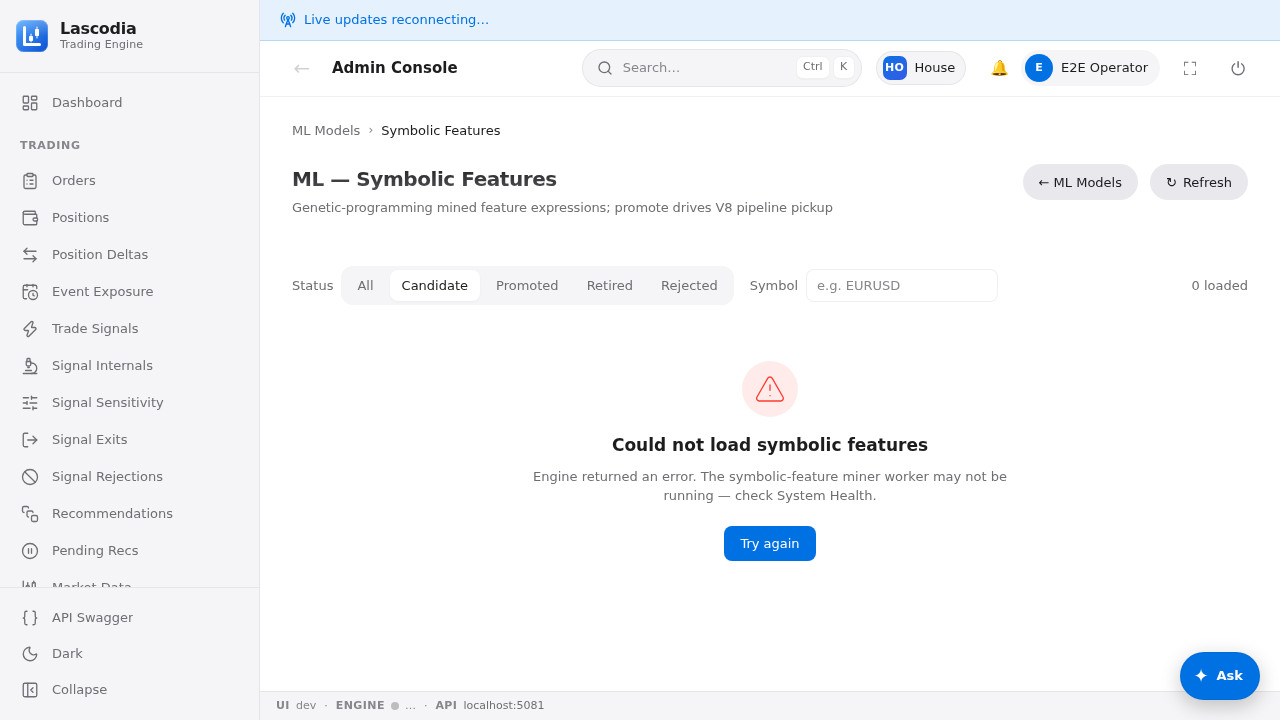 Lascodia
Trading Engine
Dashboard
TRADING
Orders
Positions
Position Deltas
Event Exposure
Trade Signals
Signal Internals
Signal Sensitivity
Signal Exits
Signal Rejections
Recommendations
Pending Recs
Market Data
API Swagger
Dark
Collapse
Live updates reconnecting…
← Admin Console
Search… Ctrl K
HO House
🔔
E E2E Operator
ML Models › Symbolic Features
ML — Symbolic Features
Genetic-programming mined feature expressions; promote drives V8 pipeline pickup
← ML Models
↻ Refresh
Status All Candidate Promoted Retired Rejected Symbol e.g. EURUSD 0 loaded
Could not load symbolic features
Engine returned an error. The symbolic-feature miner worker may not be
running — check System Health.
Try again
✦ Ask
UI dev · ENGINE ... · API localhost:5081